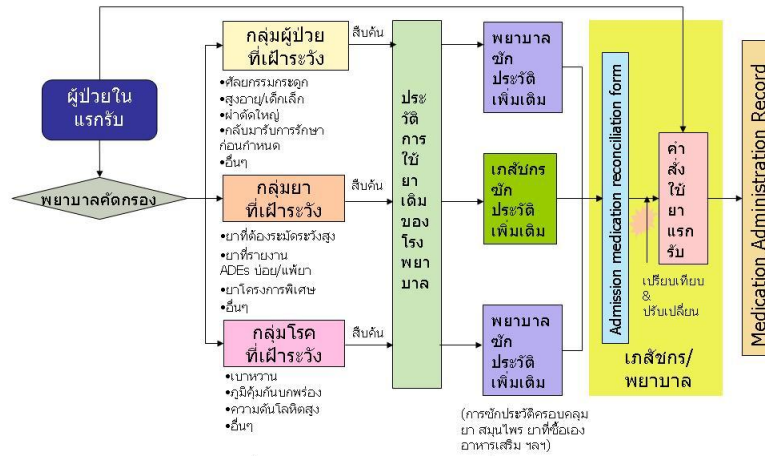 ผู้ป่วยใน
แรกรับ
พยาบาลคัดกรอง
กลุ่มผู้ป่วย
ที่เฝ้าระวัง
•ศัลยกรรมกระดูก
•สูงอายุ/เด็กเล็ก
•ผ่าตัดใหญ่
•กลับมารับการรักษา
ก่อนกำหนด
•อื่นๆ
กลุ่มยา
ที่เฝ้าระวัง
•ยาที่ต้องระมัดระวังสูง
•ยาที่รายงาน
ADEs บ่อย/แพ้ยา
•ยาโครงการพิเศษ
•อื่นๆ
กลุ่มโรค
ที่เฝ้าระวัง
•เบาหวาน
•ภูมิคุ้มกันบกพร่อง
•ความดันโลหิตสูง
•อื่นๆ
สืบค้น
สืบค้น
สืบค้น
ประ
วัติ
การ
ใช้
ยา
เดิม
ของ
โรง
พยา
บาล
พยาบาล
ซัก
ประวัติ
เพิ่มเติม
เภสัชกร
ซัก
ประวัติ
เพิ่มเติม
พยาบาล
ซัก
ประวัติ
เพิ่มเติม
(การซักประวัติครอบคลุม
ยา สมุนไพร ยาที่ซื้อเอง
อาหารเสริม ฯลฯ)
Admission medication reconciliation form
คำ
สั่ง
ใช้
ยา
แรก
รับ
เปรียบเทียบ
&
ปรับเปลี่ยน
เภสัชกร/
พยาบาล
Medication Administration Record